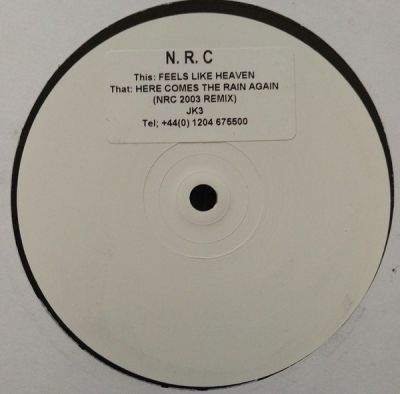 N. R. C
This: FEELS LIKE HEAVEN
That: HERE COMES THE RAIN AGAIN
(NRC 2003 REMIX)
JK3
Tel; +44(0) 1204 675500